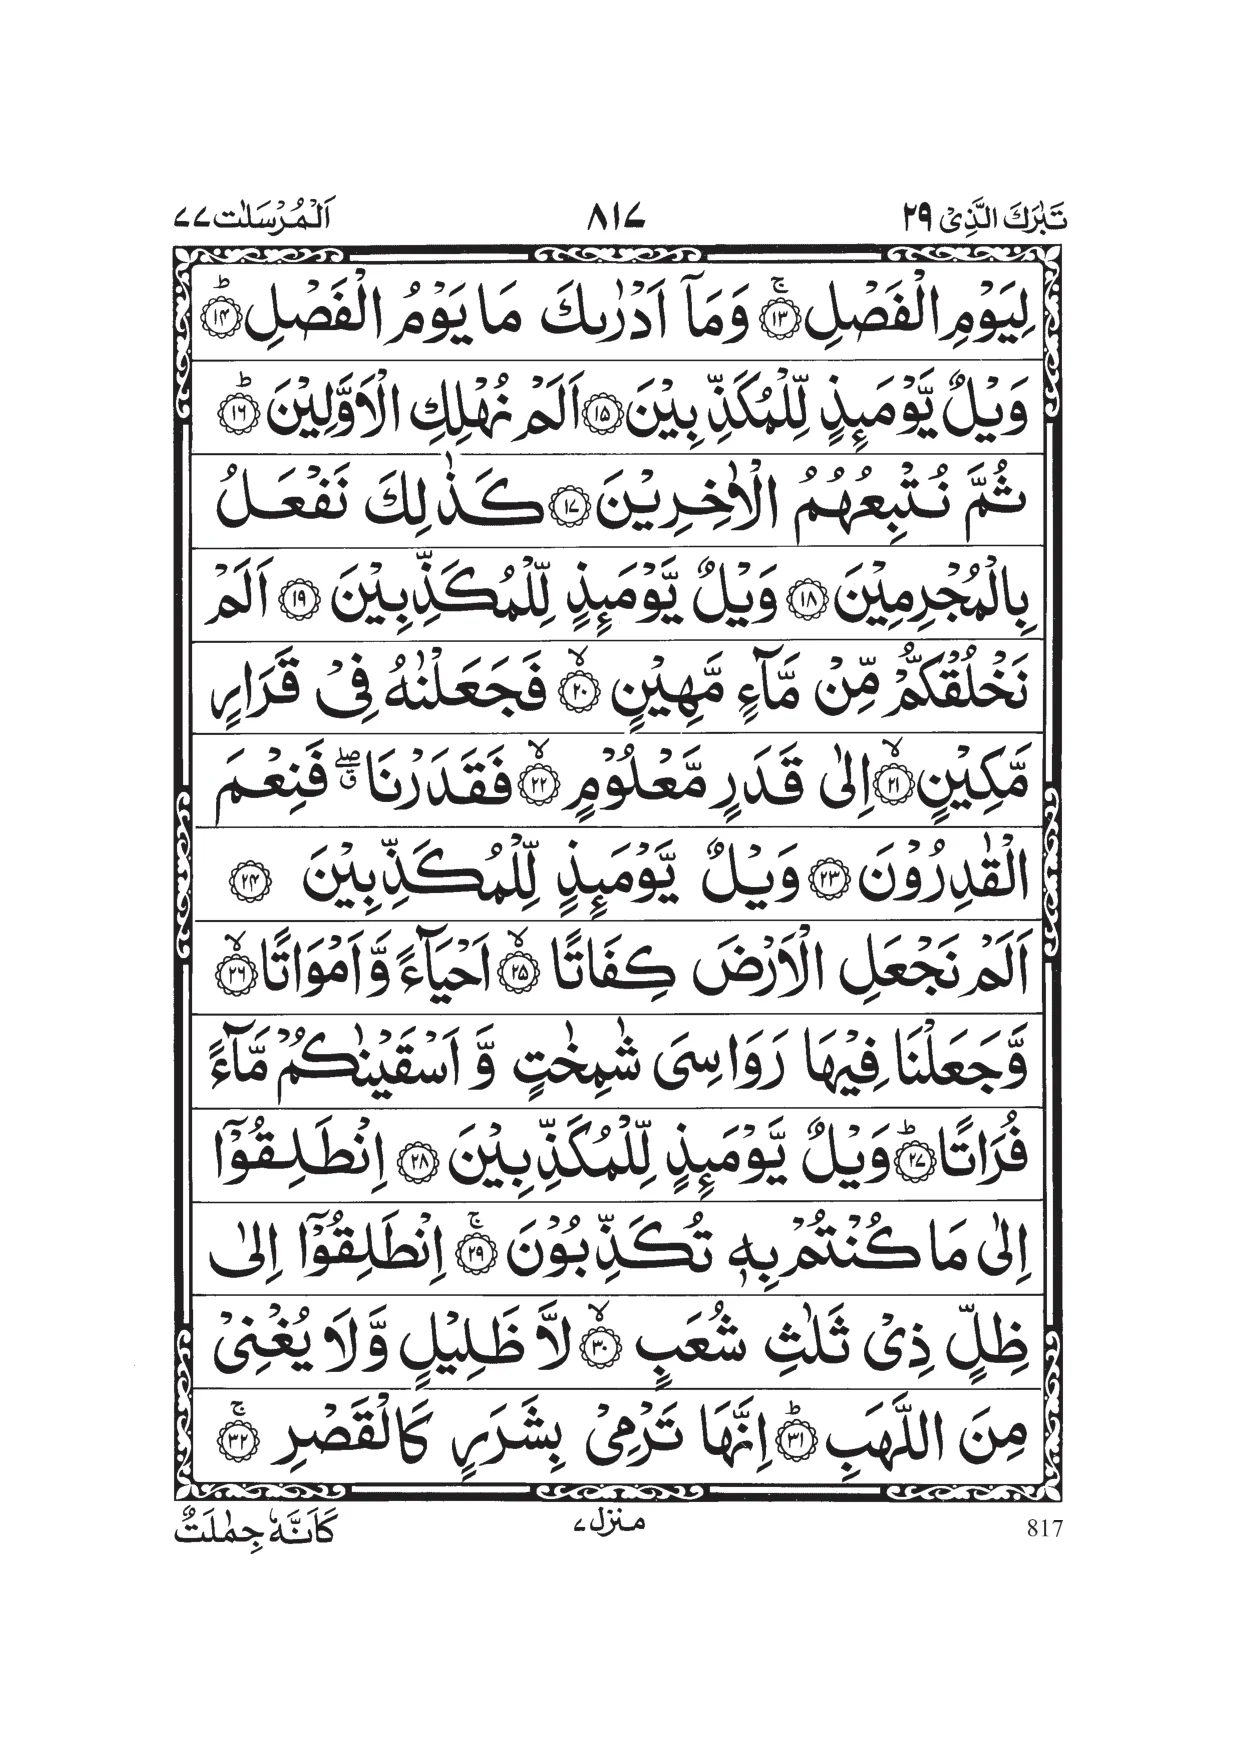 تَبٰرَكَ الَّذِیْ ۲۹ ۸۱۷ اَلْمُرْسَلٰت ۷۷
لِیَوْمِ الْفَصْلِ ۚ‏﴿۱۳﴾ وَمَاۤ اَدْرٰىكَ مَا یَوْمُ الْفَصْلِ ؕ‏﴿۱۴﴾
وَیْلٌ یَّوْمَىِٕذٍ لِّلْمُكَذِّبِیْنَ ﴿۱۵﴾ اَلَمْ نُهْلِكِ الْاَوَّلِیْنَ ؕ‏﴿۱۶﴾
ثُمَّ نُتْبِعُهُمُ الْاٰخِرِیْنَ ﴿۱۷﴾ كَذٰلِكَ نَفْعَلُ
بِالْمُجْرِمِیْنَ ﴿۱۸﴾ وَیْلٌ یَّوْمَىِٕذٍ لِّلْمُكَذِّبِیْنَ ﴿۱۹﴾ اَلَمْ
نَخْلُقْكُّمْ مِّنْ مَّآءٍ مَّهِیْنٍ ۙ‏﴿۲۰﴾ فَجَعَلْنٰهُ فِیْ قَرَارٍ
مَّكِیْنٍ ۙ‏﴿۲۱﴾ اِلٰى قَدَرٍ مَّعْلُوْمٍ ۙ‏﴿۲۲﴾ فَقَدَرْنَا ۖۗ فَنِعْمَ
الْقٰدِرُوْنَ ﴿۲۳﴾ وَیْلٌ یَّوْمَىِٕذٍ لِّلْمُكَذِّبِیْنَ ﴿۲۴﴾
اَلَمْ نَجْعَلِ الْاَرْضَ كِفَاتًا ۙ‏﴿۲۵﴾ اَحْیَآءً وَّاَمْوَاتًا ۙ‏﴿۲۶﴾
وَّجَعَلْنَا فِیْهَا رَوَاسِیَ شٰمِخٰتٍ وَّاَسْقَیْنٰكُمْ مَّآءً
فُرَاتًا ؕ‏﴿۲۷﴾ وَیْلٌ یَّوْمَىِٕذٍ لِّلْمُكَذِّبِیْنَ ﴿۲۸﴾ اِنْطَلِقُوْۤا
اِلٰى مَا كُنْتُمْ بِهٖ تُكَذِّبُوْنَ ۚ‏﴿۲۹﴾ اِنْطَلِقُوْۤا اِلٰى
ظِلٍّ ذِیْ ثَلٰثِ شُعَبٍ ۙ‏﴿۳۰﴾ لَّا ظَلِیْلٍ وَّلَا یُغْنِیْ
مِنَ اللَّهَبِ ؕ‏﴿۳۱﴾ اِنَّهَا تَرْمِیْ بِشَرَرٍ كَالْقَصْرِ ۚ‏﴿۳۲﴾
817 منزل ۷ كَاَنَّهٗ جِمٰلَتٌ